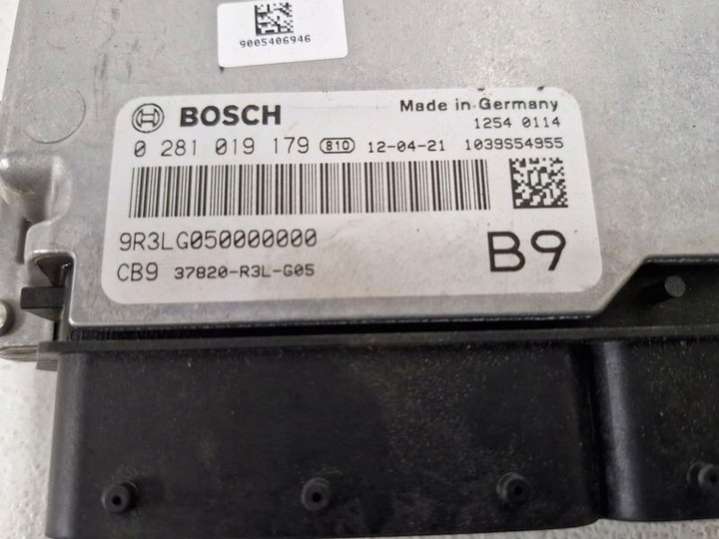 9005406946
BOSCH Made in Germany
1254 0114
0 281 019 179 810 12-04-21 1039S54955
9R3LG050000000
CB9 37820-R3L-G05
B9